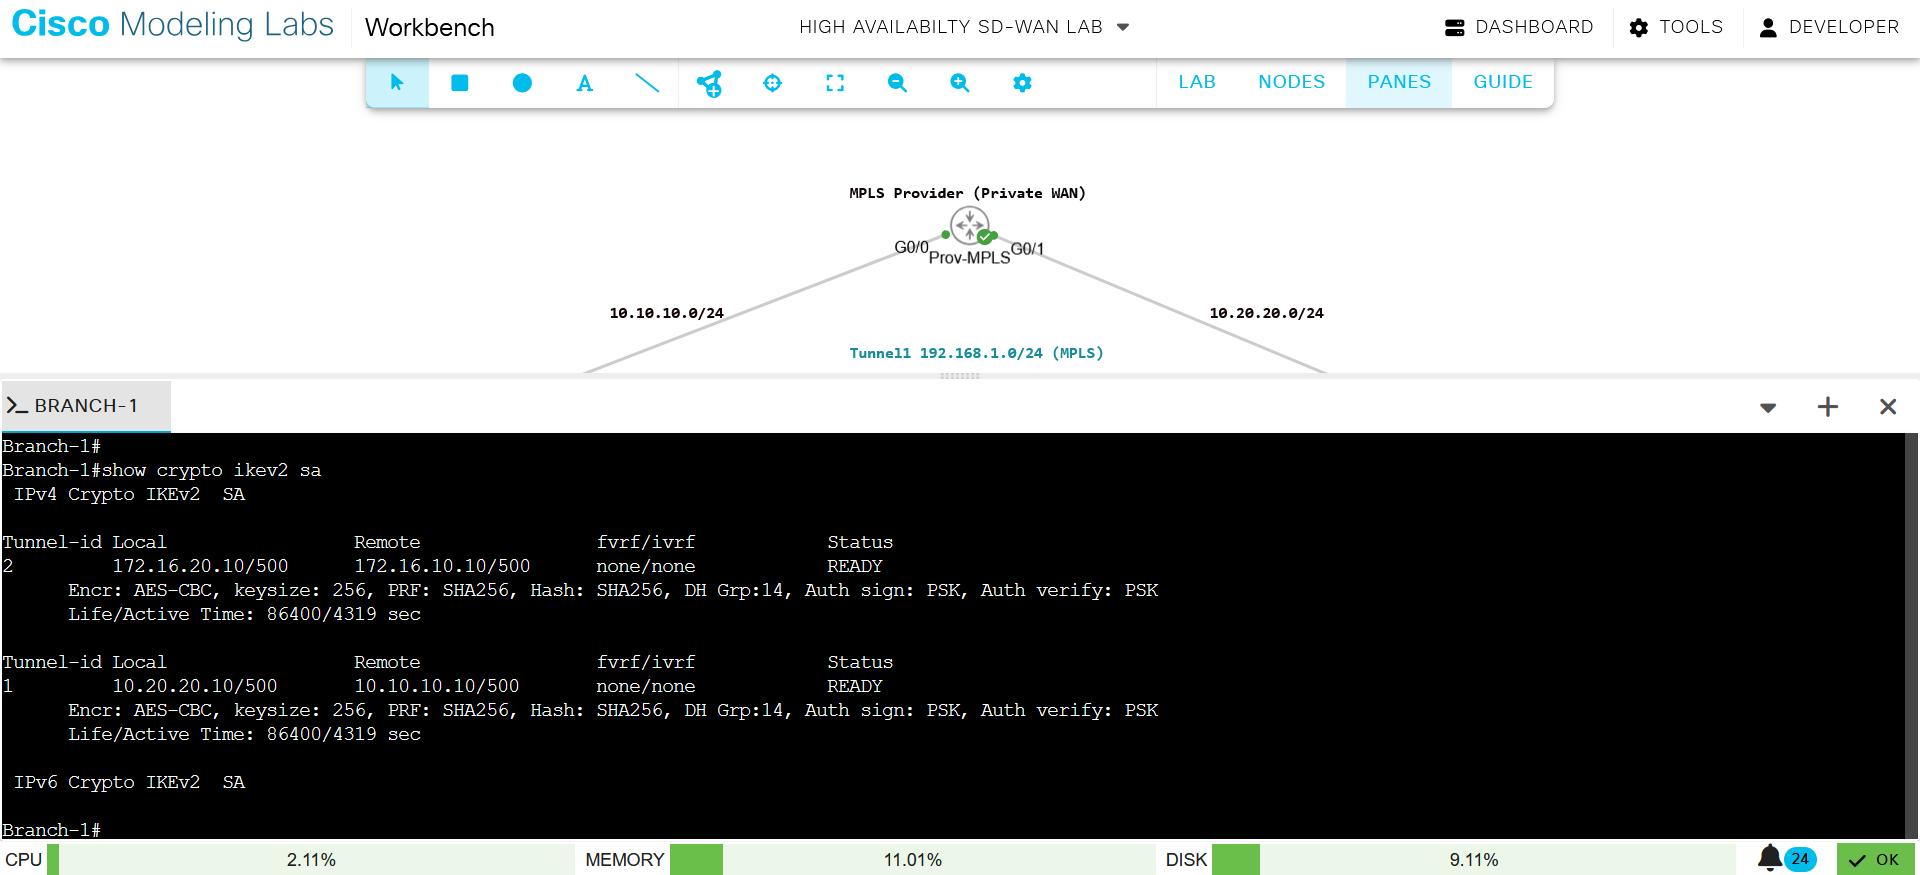 Cisco Modeling Labs Workbench HIGH AVAILABILTY SD-WAN LAB DASHBOARD TOOLS DEVELOPER
A LAB NODES PANES GUIDE
MPLS Provider (Private WAN)
G0/0 G0/1
Prov-MPLS
10.10.10.0/24 10.20.20.0/24
Tunnel1 192.168.1.0/24 (MPLS)
BRANCH-1
Branch-1#
Branch-1#show crypto ikev2 sa
IPv4 Crypto IKEv2  SA
Tunnel-id Local Remote fvrf/ivrf Status
2 172.16.20.10/500 172.16.10.10/500 none/none READY
Encr: AES-CBC, keysize: 256, PRF: SHA256, Hash: SHA256, DH Grp:14, Auth sign: PSK, Auth verify: PSK
Life/Active Time: 86400/4319 sec
Tunnel-id Local Remote fvrf/ivrf Status
1 10.20.20.10/500 10.10.10.10/500 none/none READY
Encr: AES-CBC, keysize: 256, PRF: SHA256, Hash: SHA256, DH Grp:14, Auth sign: PSK, Auth verify: PSK
Life/Active Time: 86400/4319 sec
IPv6 Crypto IKEv2  SA
Branch-1#
CPU 2.11% MEMORY 11.01% DISK 9.11% 24 OK